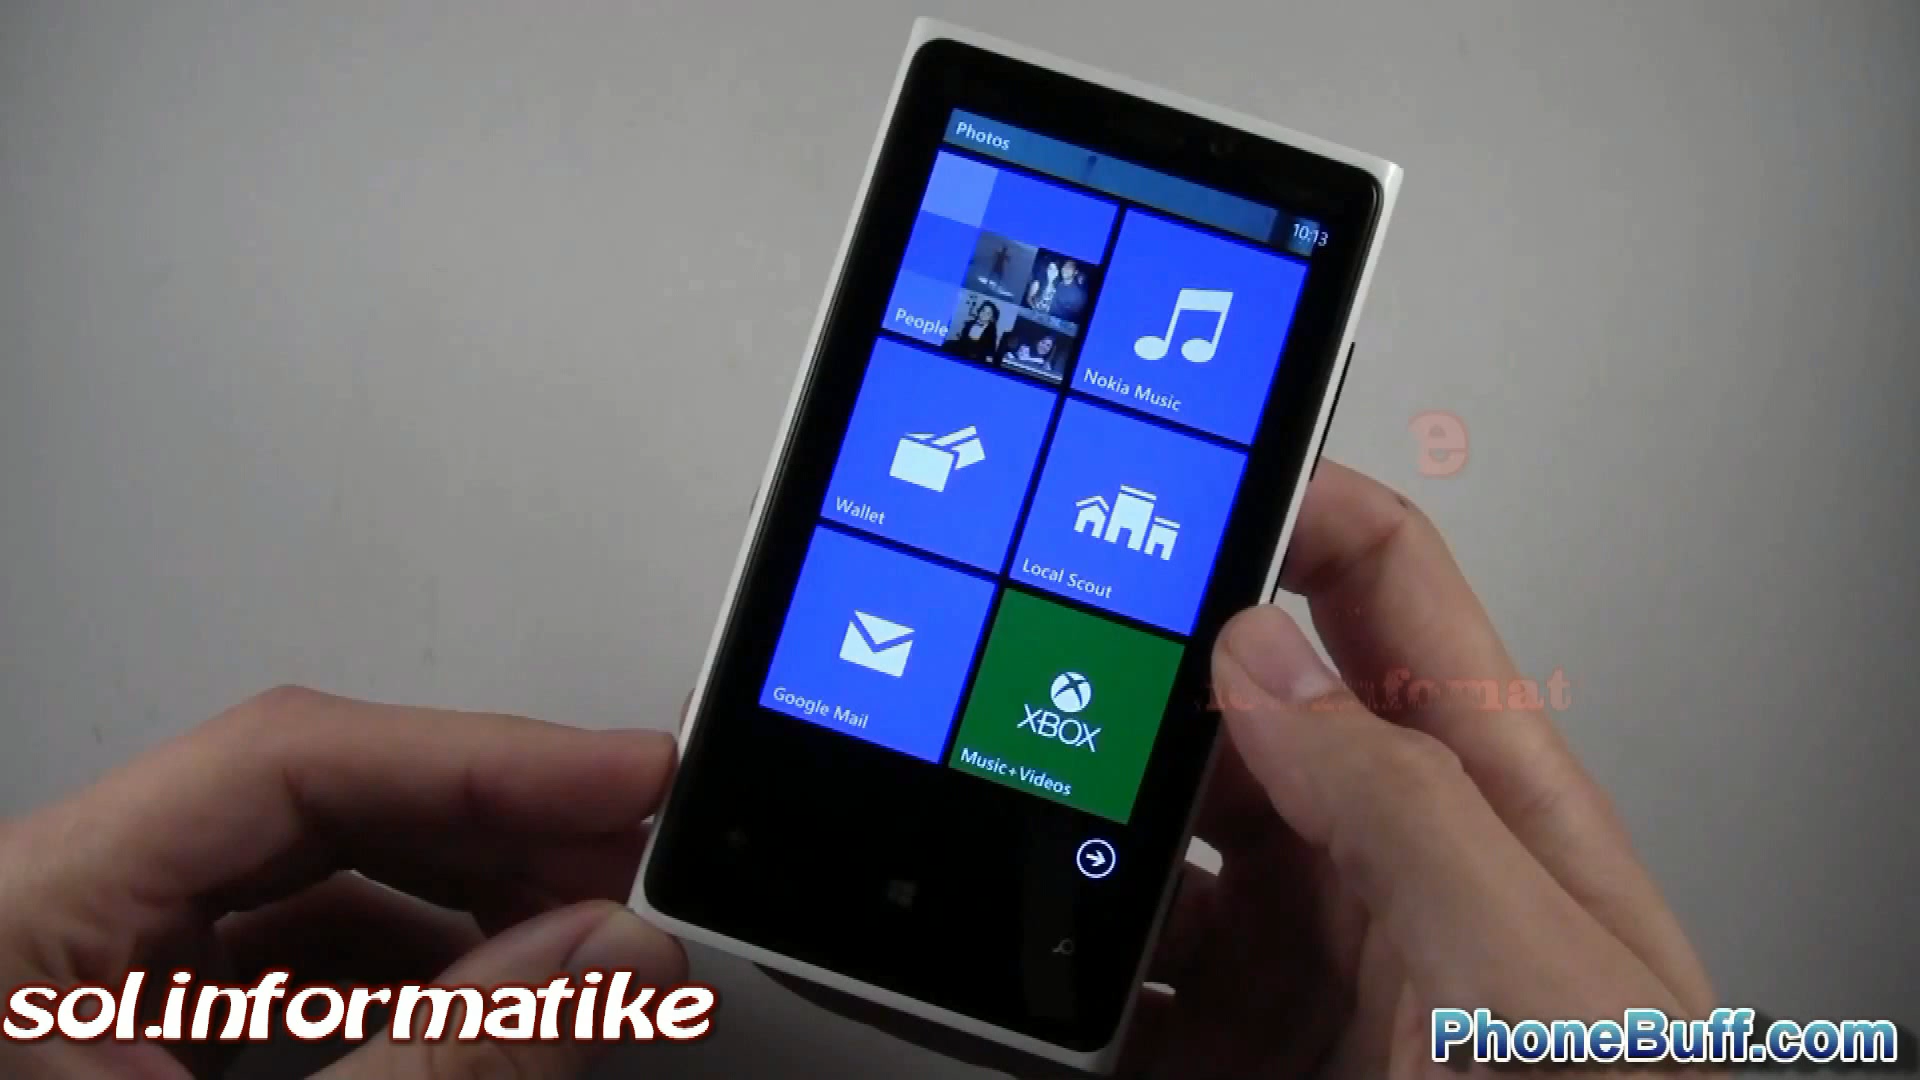 Photos
10:13
People
Nokia Music
Wallet
Local Scout
Google Mail
XBOX
Music+Videos
e
sol.informatike
PhoneBuff.com